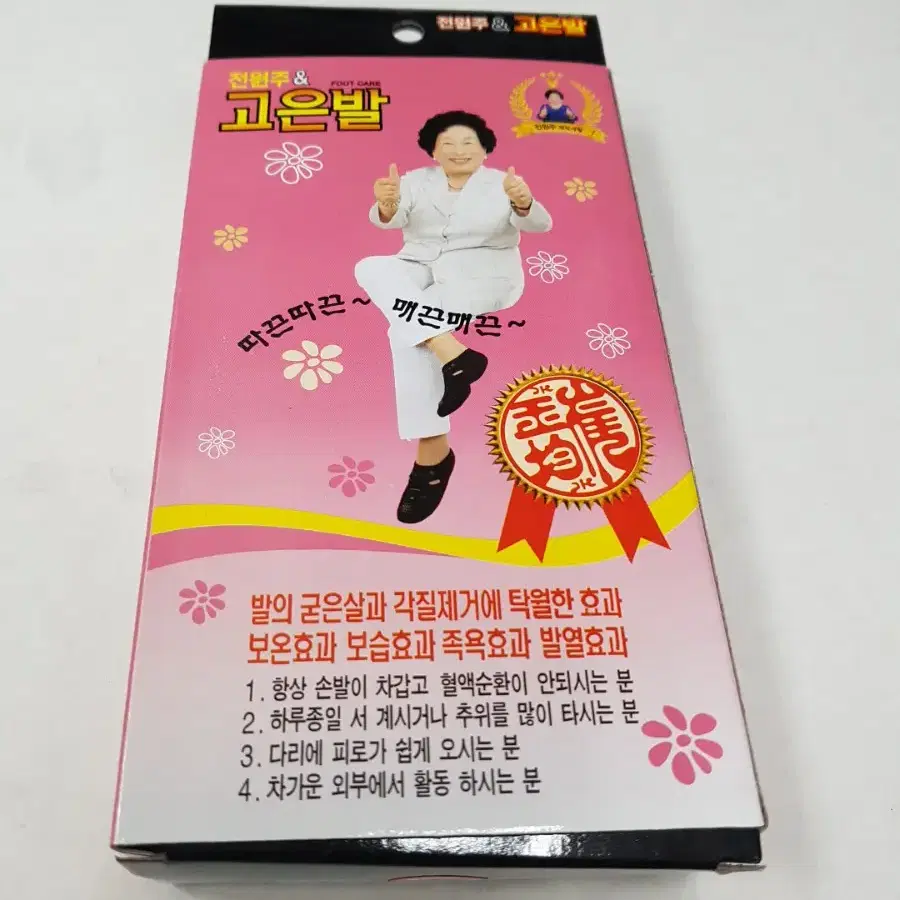 전원주 & 고은발
전원주 &
FOOT CARE
고은발
따끈따끈~ 매끈매끈~
발의 굳은살과 각질제거에 탁월한 효과
보온효과 보습효과 족욕효과 발열효과
1. 항상 손발이 차갑고 혈액순환이 안되시는 분
2. 하루종일 서 계시거나 추위를 많이 타시는 분
3. 다리에 피로가 쉽게 오시는 분
4. 차가운 외부에서 활동 하시는 분